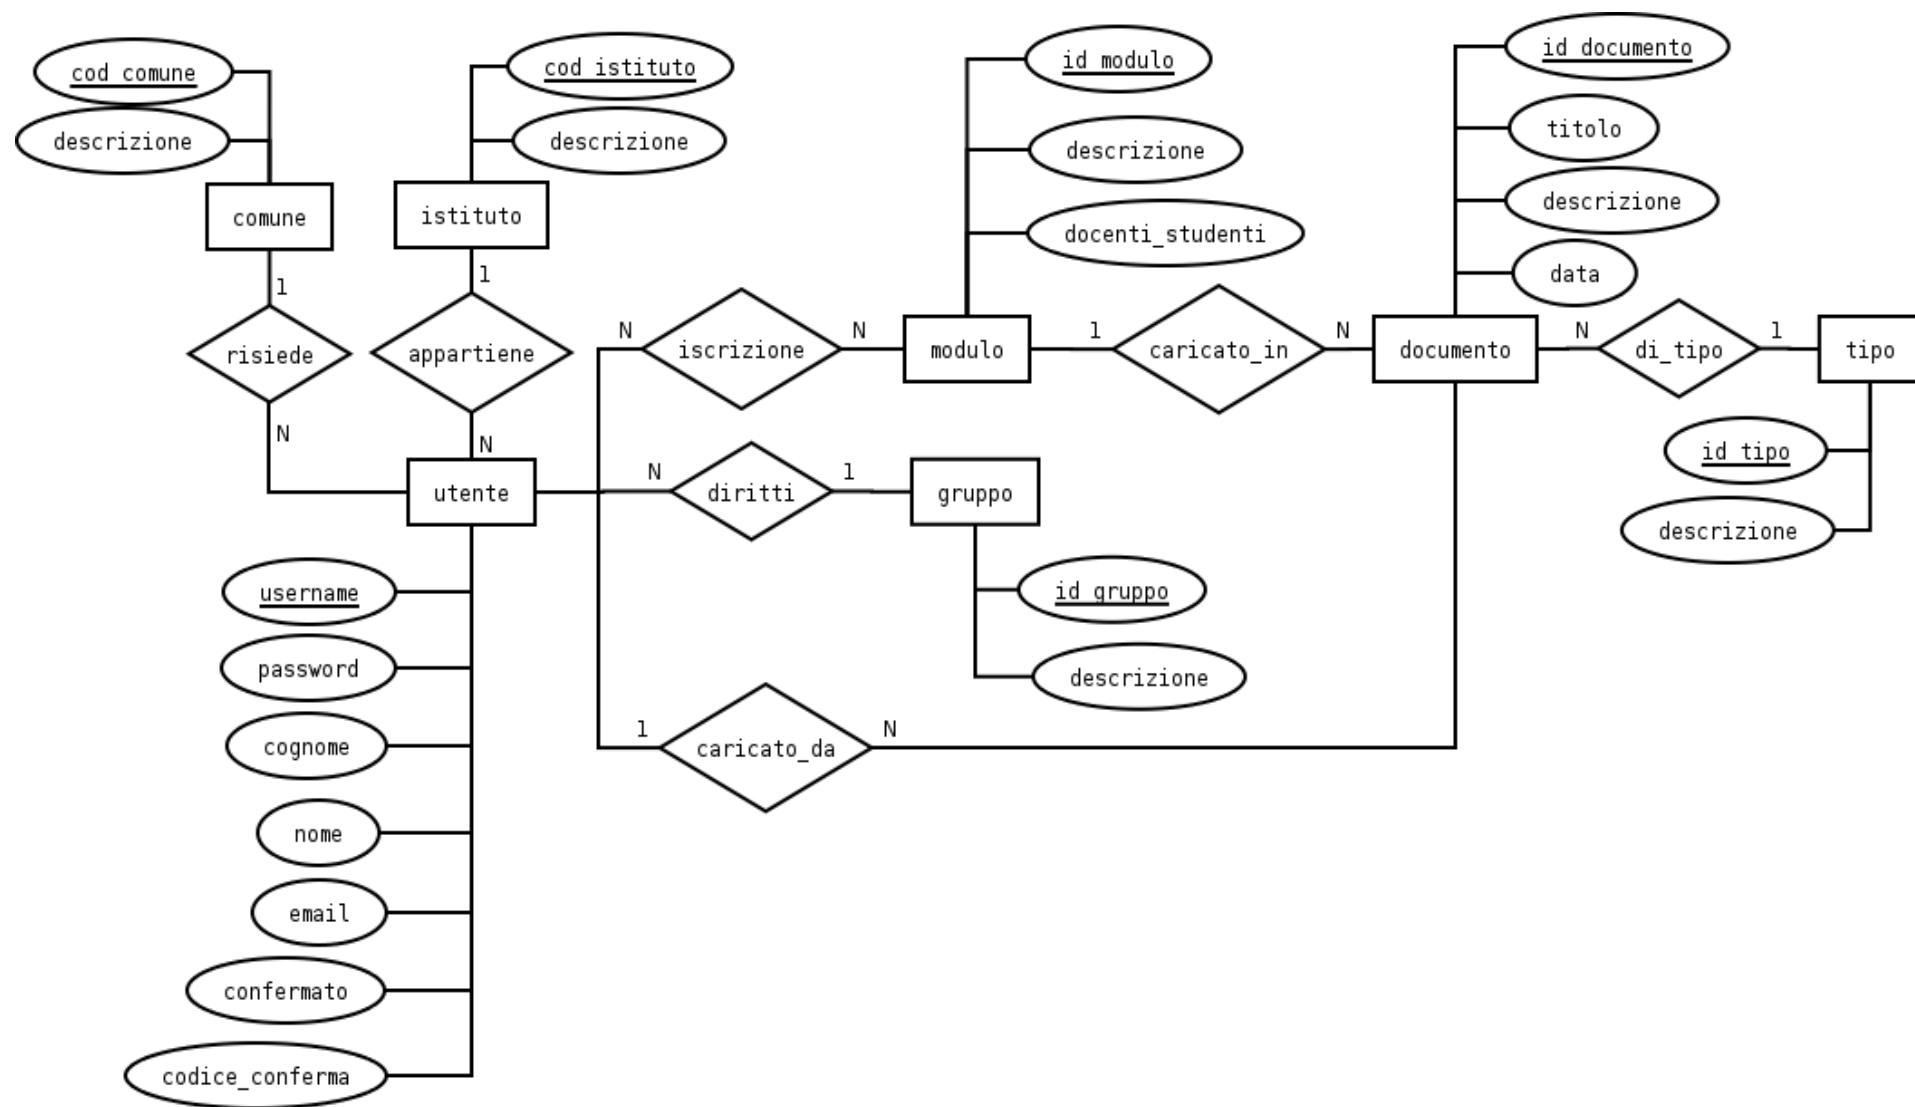 cod_comune
descrizione
comune
1
risiede
N
cod_istituto
descrizione
istituto
1
appartiene
N
utente
username
password
cognome
nome
email
confermato
codice_conferma
N
iscrizione
N
id_modulo
descrizione
docenti_studenti
modulo
1
caricato_in
N
id_documento
titolo
descrizione
data
documento
N
di_tipo
1
tipo
id_tipo
descrizione
N
diritti
1
gruppo
id_gruppo
descrizione
1
caricato_da
N